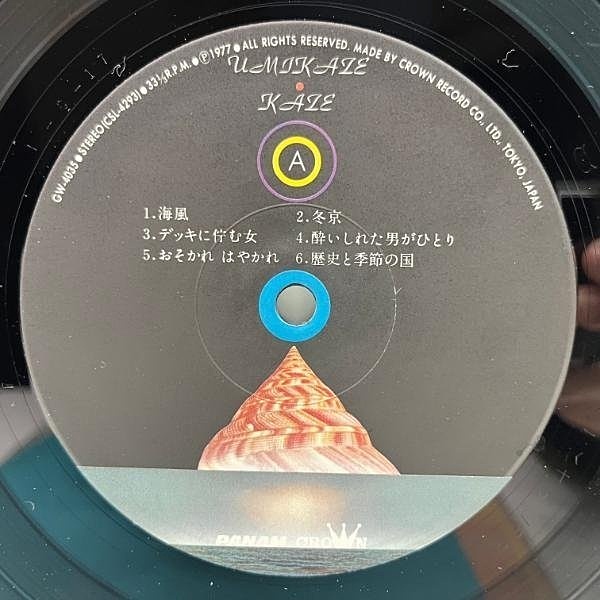 GW-4035●STEREO(CSL-4293)●33⅓R.P.M.●Ⓟ1977●ALL RIGHTS RESERVED. MADE BY CROWN RECORD CO., LTD., TOKYO, JAPAN
UMIKAZE
KAZE
A
1.海風 2.冬京
3.デッキに佇む女 4.酔いしれた男がひとり
5.おそかれ はやかれ 6.歴史と季節の国
PANAM CROWN